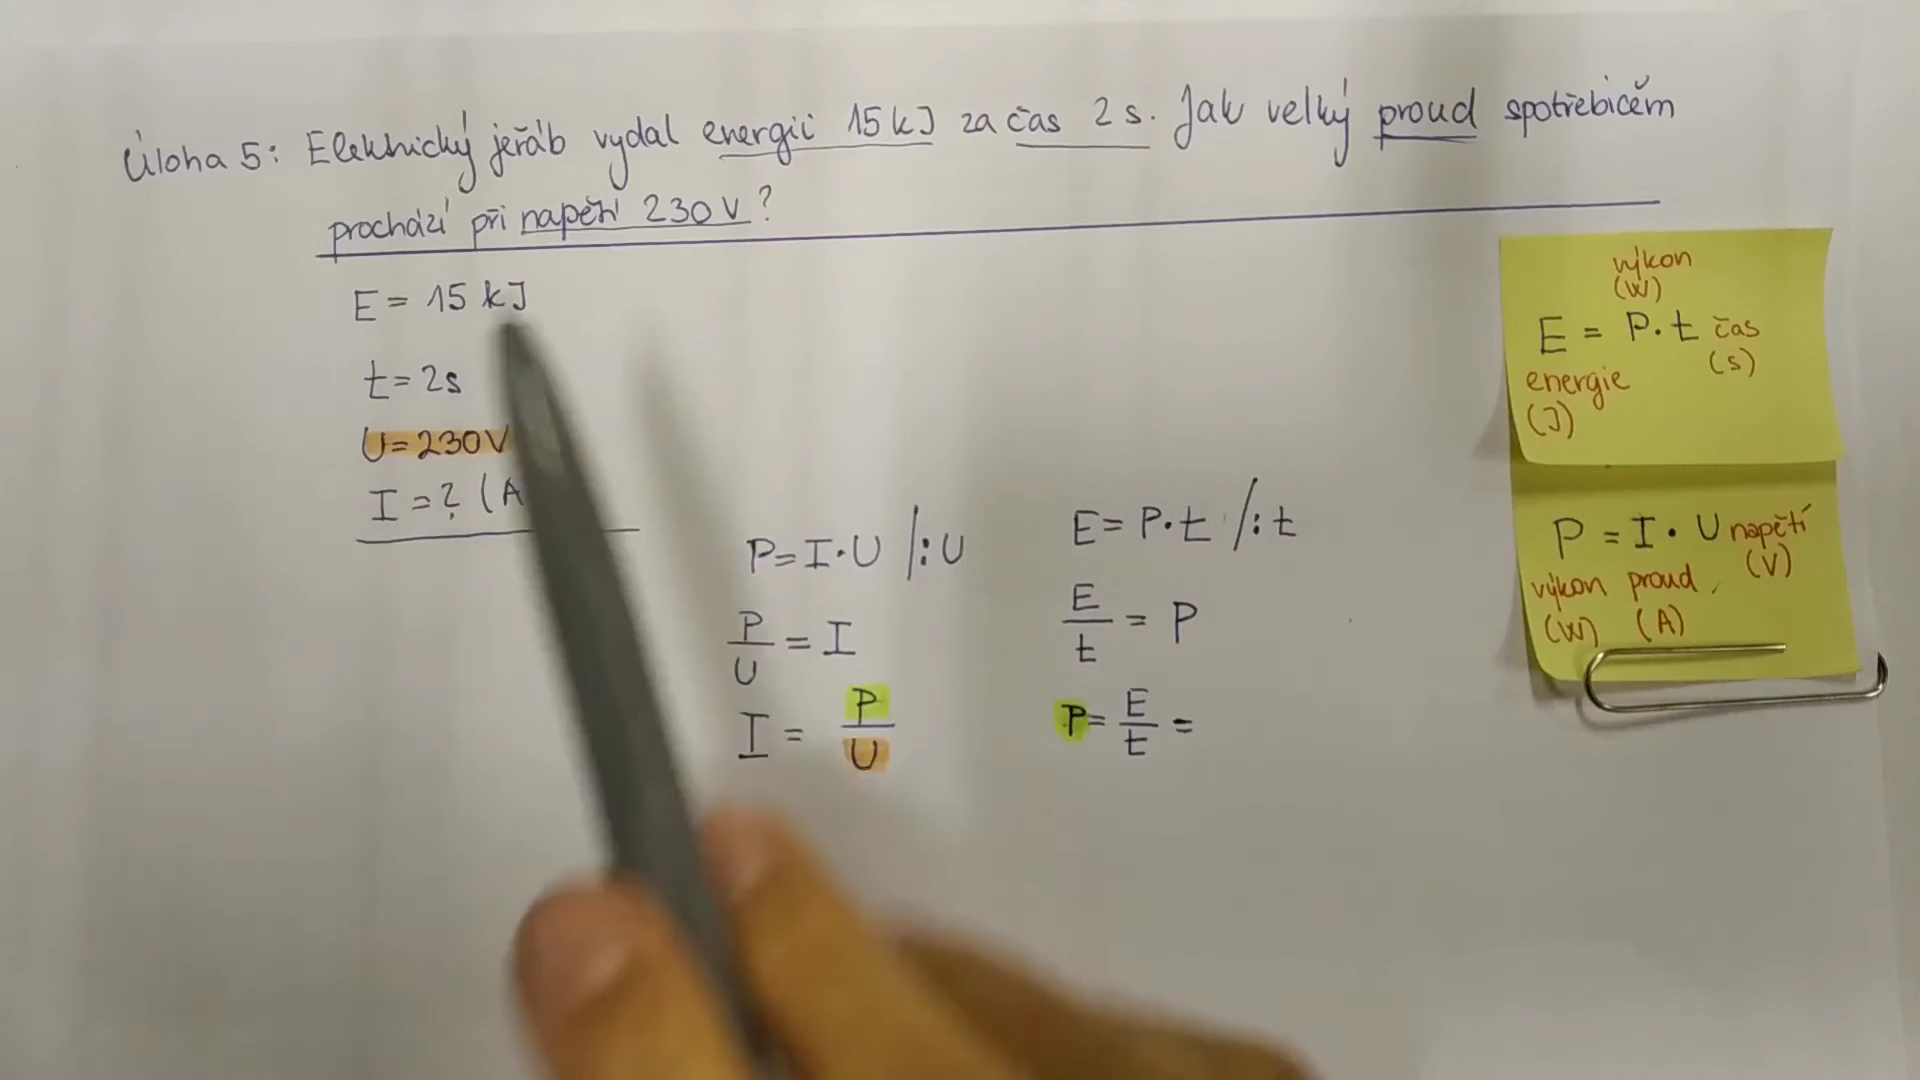 Úloha 5: Elektrický jeřáb vydal energii 15 kJ za čas 2 s. Jak velký proud spotřebičem
prochází při napětí 230 V?
E = 15 kJ
t = 2s
U = 230V
I = ? (A
P = I · U /: U
P/U = I
I = P/U
E = P · t /: t
E/t = P
P = E/t =
výkon
(W)
E = P · t čas
(s)
energie
(J)
P = I · U napětí
(V)
výkon proud
(W) (A)